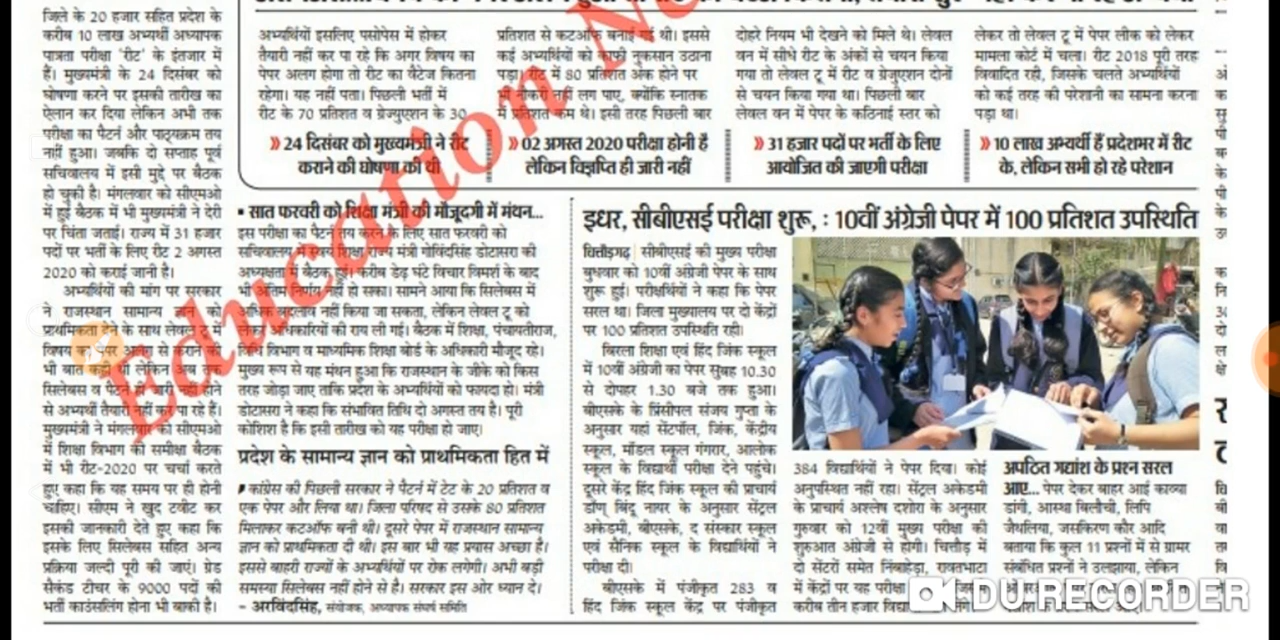 जिले के 20 हजार सहित प्रदेश के
करीब 10 लाख अभ्यर्थी अध्यापक
पात्रता परीक्षा 'रीट' के इंतजार में
हैं। मुख्यमंत्री के 24 दिसंबर को
घोषणा करने पर इसकी तारीख का
ऐलान कर दिया लेकिन अभी तक
परीक्षा का पैटर्न और पाठ्यक्रम तय
नहीं हुआ। जबकि दो सप्ताह पूर्व
सचिवालय में इसी मुद्दे पर बैठक
हो चुकी है। मंगलवार को सीएमओ
में हुई बैठक में भी मुख्यमंत्री ने देरी
पर चिंता जताई। राज्य में 31 हजार
पदों पर भर्ती के लिए रीट 2 अगस्त
2020 को कराई जानी है।
अभ्यर्थियों की मांग पर सरकार
ने राजस्थान सामान्य ज्ञान को
प्राथमिकता देने के साथ लेवल टू में
विषय का पेपर अलग से कराने की
भी बात कही थी लेकिन अब तक
सिलेबस व पैटर्न भी जारी नहीं होने
से अभ्यर्थी तैयारी नहीं कर पा रहे हैं।
मुख्यमंत्री ने मंगलवार को सीएमओ
में शिक्षा विभाग की समीक्षा बैठक
में भी रीट-2020 पर चर्चा करते
हुए कहा कि यह समय पर ही होनी
चाहिए। सीएम ने खुद टवीट कर
इसकी जानकारी देते हुए कहा कि
इसके लिए सिलेबस सहित अन्य
प्रक्रिया जल्दी पूरी की जाएं। ग्रेड
सैकंड टीचर के 9000 पदों की
भर्ती काउंसलिंग होना भी बाकी है।
अभ्यर्थियों इसलिए पसोपेस में होकर
तैयारी नहीं कर पा रहे कि अगर विषय का
पेपर अलग होगा तो रीट का वैटेज कितना
रहेगा। यह नहीं पता। पिछली भर्ती में
रीट के 70 प्रतिशत व ग्रेज्युएशन के 30
प्रतिशत से कटऑफ बनाई गई थी। इससे
कई अभ्यर्थियों को काफी नुकसान उठाना
पड़ा। रीट में 80 प्रतिशत अंक होने पर
भी नौकरी नहीं लग पाए, क्योंकि स्नातक
में प्रतिशत कम थे। इसी तरह पिछली बार
दोहरे नियम भी देखने को मिले थे। लेवल
वन में सीधे रीट के अंकों से चयन किया
गया तो लेवल टू में रीट व ग्रेजुएशन दोनों
से चयन किया गया था। पिछली बार
लेवल वन में पेपर के कठिनाई स्तर को
लेकर तो लेवल टू में पेपर लीक को लेकर
मामला कोर्ट में चला। रीट 2018 पूरी तरह
विवादित रही, जिसके चलते अभ्यर्थियों
को कई तरह की परेशानी का सामना करना
पड़ा था।
» 24 दिसंबर को मुख्यमंत्री ने रीट
कराने की घोषणा की थी
» 02 अगस्त 2020 परीक्षा होनी है
लेकिन विज्ञप्ति ही जारी नहीं
» 31 हजार पदों पर भर्ती के लिए
आयोजित की जाएगी परीक्षा
» 10 लाख अभ्यर्थी हैं प्रदेशभर में रीट
के, लेकिन सभी हो रहे परेशान
▪ सात फरवरी को शिक्षा मंत्री की मौजूदगी में मंथन...
इस परीक्षा का पैटर्न तय करने के लिए सात फरवरी को
सचिवालय में स्वयं शिक्षा राज्य मंत्री गोविंदसिंह डोटासरा की
अध्यक्षता में बैठक हुई। करीब डेढ़ घंटे विचार विमर्श के बाद
भी अंतिम निर्णय नहीं हो सका। सामने आया कि सिलेबस में
अधिक बदलाव नहीं किया जा सकता, लेकिन लेवल टू को
लेकर अधिकारियों की राय ली गई। बैठक में शिक्षा, पंचायतीराज,
विधि विभाग व माध्यमिक शिक्षा बोर्ड के अधिकारी मौजूद रहे।
मुख्य रूप से यह मंथन हुआ कि राजस्थान के जीके को किस
तरह जोड़ा जाए ताकि प्रदेश के अभ्यर्थियों को फायदा हो। मंत्री
डोटासरा ने कहा कि संभावित तिथि दो अगस्त तय है। पूरी
कोशिश है कि इसी तारीख को यह परीक्षा हो जाए।
प्रदेश के सामान्य ज्ञान को प्राथमिकता हित में
कांग्रेस की पिछली सरकार ने पैटर्न में टेट के 20 प्रतिशत व
एक पेपर और लिया था। जिला परिषद से उसके 80 प्रतिशत
मिलाकर कटऑफ बनी थी। दूसरे पेपर में राजस्थान सामान्य
ज्ञान को प्राथमिकता दी थी। इस बार भी यह प्रयास अच्छा है।
इससे बाहरी राज्यों के अभ्यर्थियों पर रोक लगेगी। अभी बड़ी
समस्या सिलेबस नहीं होने से है। सरकार इस ओर ध्यान दे।
- अरविंदसिंह, संयोजक, अध्यापक संघर्ष समिति
इधर, सीबीएसई परीक्षा शुरू, : 10वीं अंग्रेजी पेपर में 100 प्रतिशत उपस्थिति
चित्तौड़गढ़| सीबीएसई की मुख्य परीक्षा
बुधवार को 10वीं अंग्रेजी पेपर के साथ
शुरू हुई। परीक्षार्थियों ने कहा कि पेपर
सरल था। जिला मुख्यालय पर दो केंद्रों
पर 100 प्रतिशत उपस्थिति रही।
बिरला शिक्षा एवं हिंद जिंक स्कूल
में 10वीं अंग्रेजी का पेपर सुबह 10.30
से दोपहर 1.30 बजे तक हुआ।
बीएसके के प्रिंसीपल संजय गुप्ता के
अनुसार यहां सेंटपॉल, जिंक, केंद्रीय
स्कूल, मॉडल स्कूल गंगरार, आलोक
स्कूल के विद्यार्थी परीक्षा देने पहुंचे।
दूसरे केंद्र हिंद जिंक स्कूल की प्राचार्य
डॉण् बिंदू नायर के अनुसार सेंट्रल
अकेडमी, बीएसके, द संस्कार स्कूल
एवं सैनिक स्कूल के विद्यार्थियों ने
परीक्षा दी।
बीएसके में पंजीकृत 283 व
हिंद जिंक स्कूल केंद्र पर पंजीकृत
384 विद्यार्थियों ने पेपर दिया। कोई
अनुपस्थित नहीं रहा। सेंट्रल अकेडमी
के प्राचार्य अश्लेष दशोरा के अनुसार
गुरुवार को 12वीं मुख्य परीक्षा की
शुरुआत अंग्रेजी से होगी। चित्तौड़ में
दो सेंटरों समेत निंबाहेड़ा, रावतभाटा
में केंद्रों पर यह परीक्षा
करीब तीन हजार
अपठित गद्यांश के प्रश्न सरल
आए... पेपर देकर बाहर आई काव्या
डांगी, आस्था बिलौची, लिपि
जैथलिया, जसकिरण कौर आदि
बताया कि कुल 11 प्रश्नों में से ग्रामर
संबंधित प्रश्नों ने उलझाया, लेकिन
Education Ne
DU RECORDER